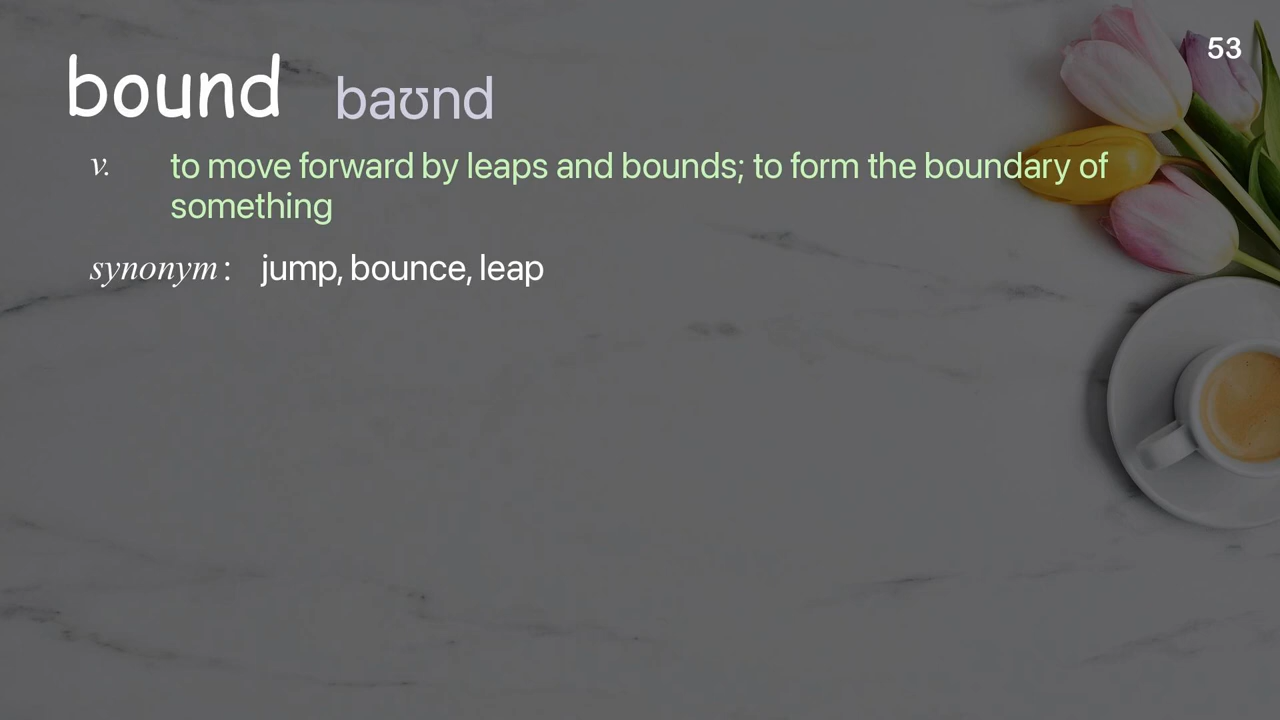 53
bound baʊnd
v. to move forward by leaps and bounds; to form the boundary of
something
synonym: jump, bounce, leap